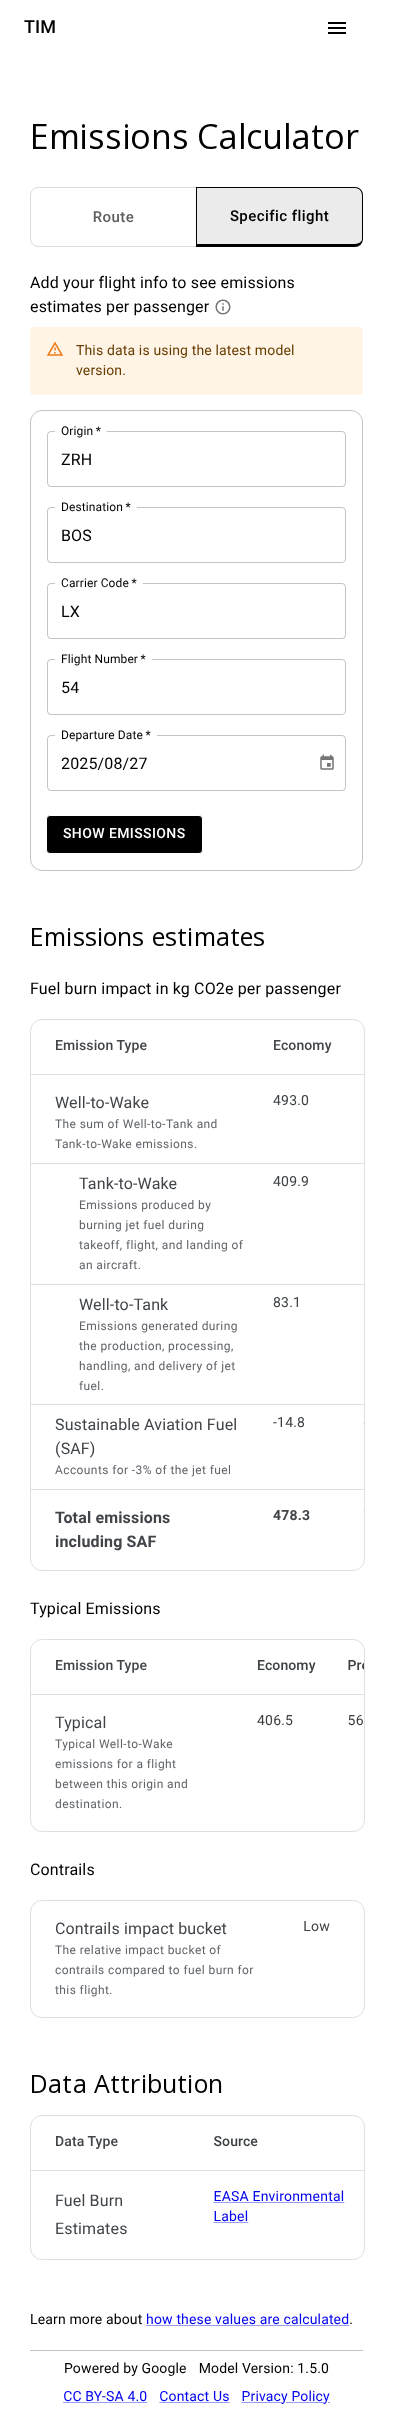 TIM
Emissions Calculator
Route
Specific flight
Add your flight info to see emissions
estimates per passenger
This data is using the latest model
version.
Origin *
ZRH
Destination *
BOS
Carrier Code *
LX
Flight Number *
54
Departure Date *
2025/08/27
SHOW EMISSIONS
Emissions estimates
Fuel burn impact in kg CO2e per passenger
Emission Type Economy
Well-to-Wake 493.0
The sum of Well-to-Tank and
Tank-to-Wake emissions.
Tank-to-Wake 409.9
Emissions produced by
burning jet fuel during
takeoff, flight, and landing of
an aircraft.
Well-to-Tank 83.1
Emissions generated during
the production, processing,
handling, and delivery of jet
fuel.
Sustainable Aviation Fuel -14.8
(SAF)
Accounts for -3% of the jet fuel
Total emissions 478.3
including SAF
Typical Emissions
Emission Type Economy
Typical 406.5
Typical Well-to-Wake
emissions for a flight
between this origin and
destination.
Contrails
Contrails impact bucket Low
The relative impact bucket of
contrails compared to fuel burn for
this flight.
Data Attribution
Data Type Source
Fuel Burn EASA Environmental
Estimates Label
Learn more about how these values are calculated.
Powered by Google Model Version: 1.5.0
CC BY-SA 4.0 Contact Us Privacy Policy